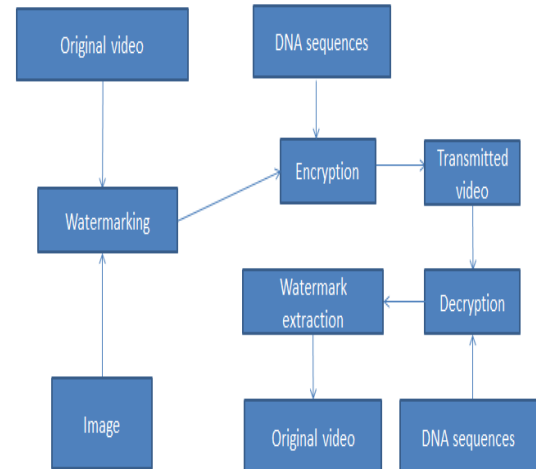 Original video
DNA sequences
Encryption
Transmitted
video
Watermarking
Watermark
extraction
Decryption
Image
Original video
DNA sequences